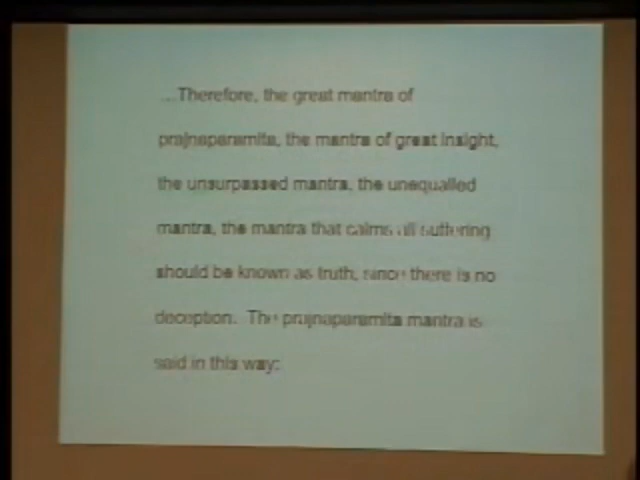 ...Therefore, the great mantra of
prajnaparamita, the mantra of great insight,
the unsurpassed mantra, the unequalled
mantra, the mantra that calms all suffering
should be known as truth, since there is no
deception. The prajnaparamita mantra is
said in this way: